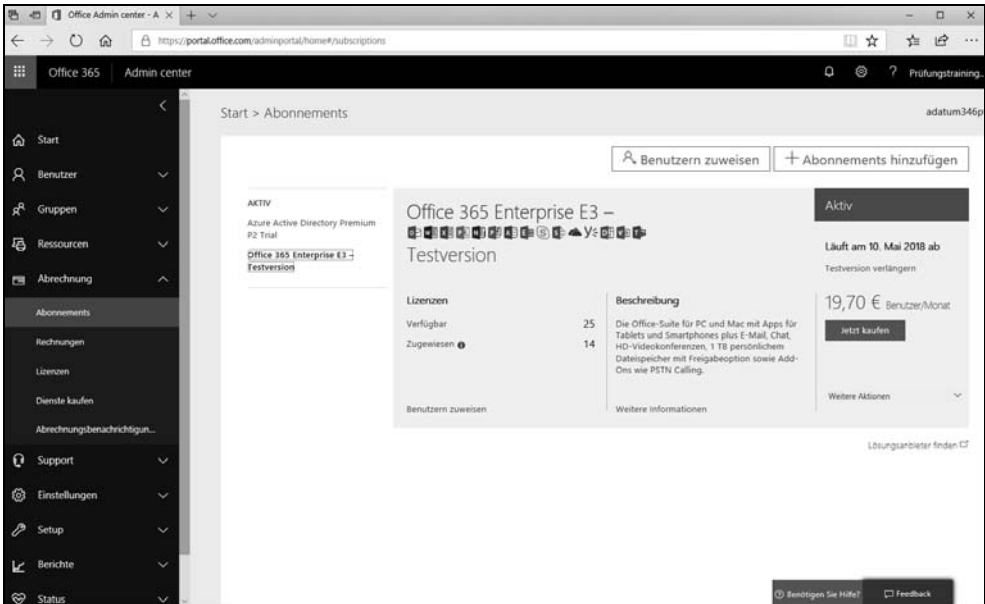 Office Admin center - A
https://portal.office.com/adminportal/home#/subscriptions
Office 365
Admin center
Prüfungstraining..
Start > Abonnements
adatum346p
Start
Benutzer
Gruppen
Ressourcen
Abrechnung
Abonnements
Rechnungen
Lizenzen
Dienste kaufen
Abrechnungsbenachrichtigun...
Support
Einstellungen
Setup
Berichte
Status
Benutzern zuweisen
Abonnements hinzufügen
AKTIV
Azure Active Directory Premium
P2 Trial
Office 365 Enterprise E3 –
Testversion
Office 365 Enterprise E3 –
Testversion
Lizenzen
Verfügbar 25
Zugewiesen 14
Benutzern zuweisen
Beschreibung
Die Office-Suite für PC und Mac mit Apps für
Tablets und Smartphones plus E-Mail, Chat,
HD-Videokonferenzen, 1 TB persönlichem
Dateispeicher mit Freigabeoption sowie Add-
Ons wie PSTN Calling.
Weitere Informationen
Aktiv
Läuft am 10. Mai 2018 ab
Testversion verlängern
19,70 € Benutzer/Monat
Jetzt kaufen
Weitere Aktionen
Lösungsanbieter finden
Benötigen Sie Hilfe?
Feedback